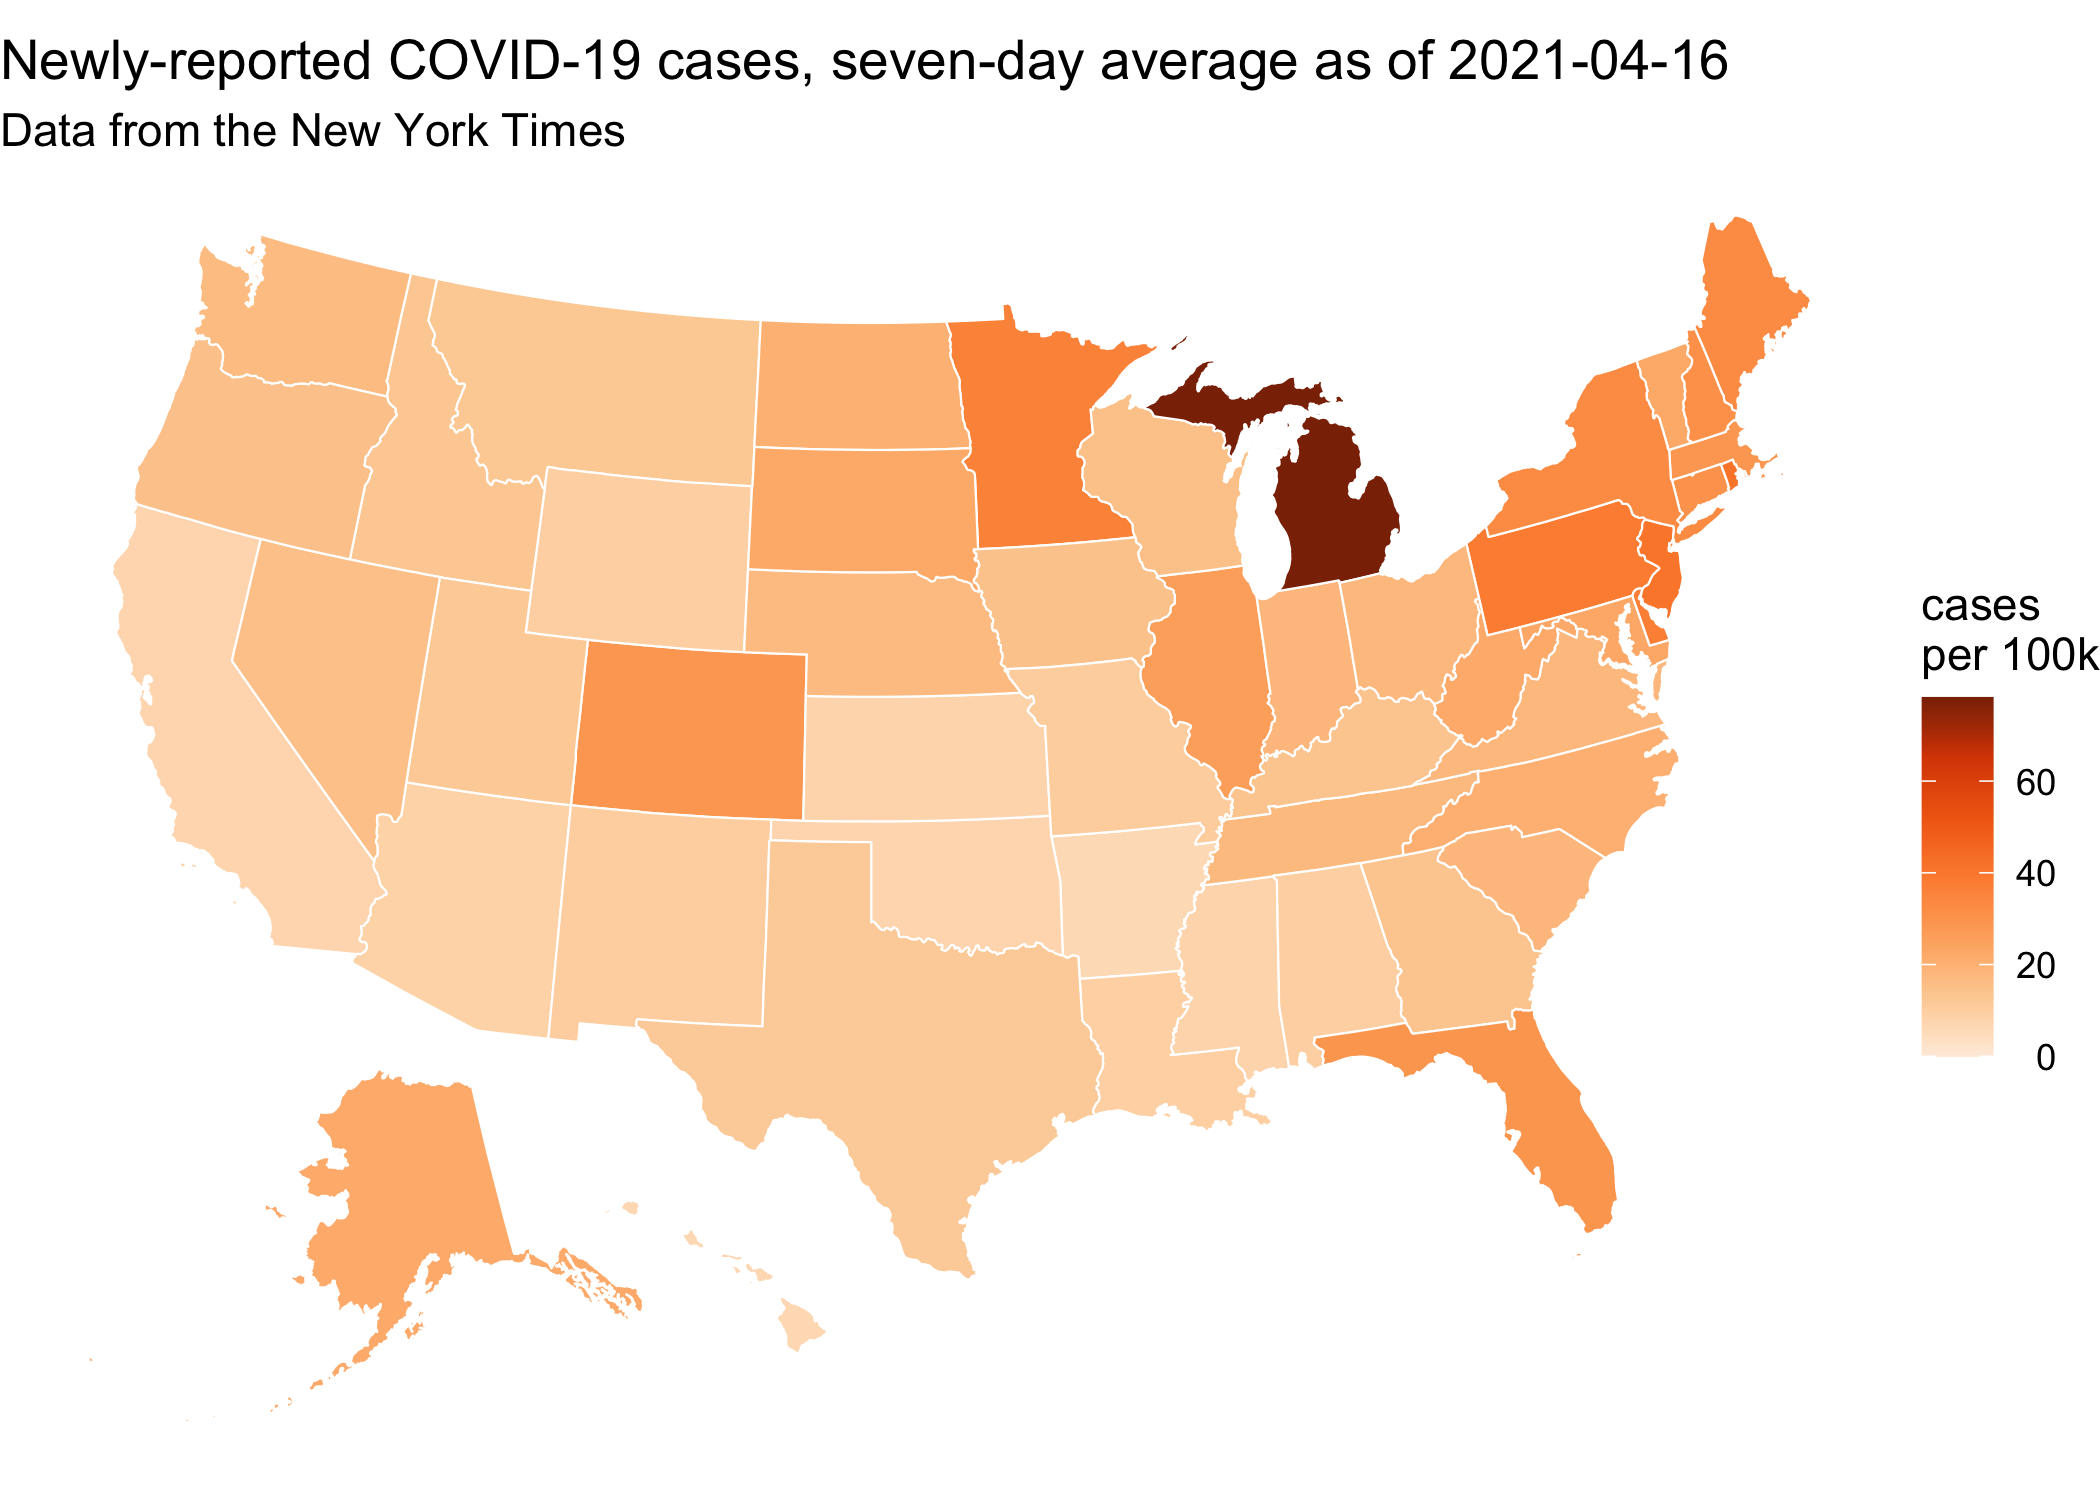 Newly-reported COVID-19 cases, seven-day average as of 2021-04-16
Data from the New York Times
cases
per 100k
60
40
20
0